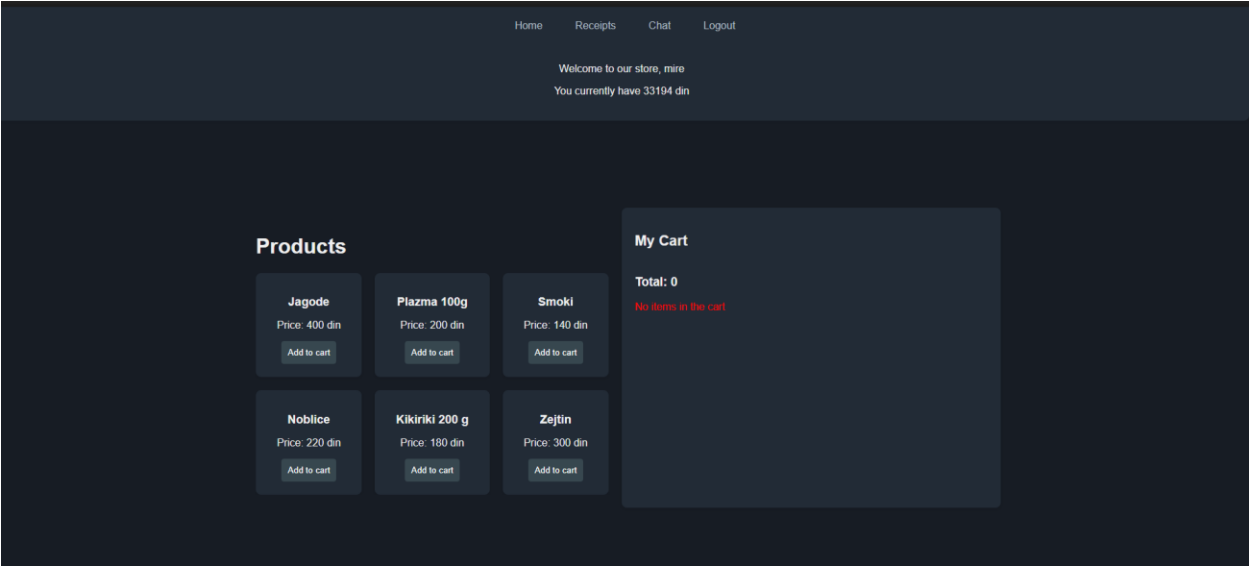 Home Receipts Chat Logout
Welcome to our store, mire
You currently have 33194 din
Products
Jagode
Price: 400 din
Add to cart
Plazma 100g
Price: 200 din
Add to cart
Smoki
Price: 140 din
Add to cart
Noblice
Price: 220 din
Add to cart
Kikiriki 200 g
Price: 180 din
Add to cart
Zejtin
Price: 300 din
Add to cart
My Cart
Total: 0
No items in the cart